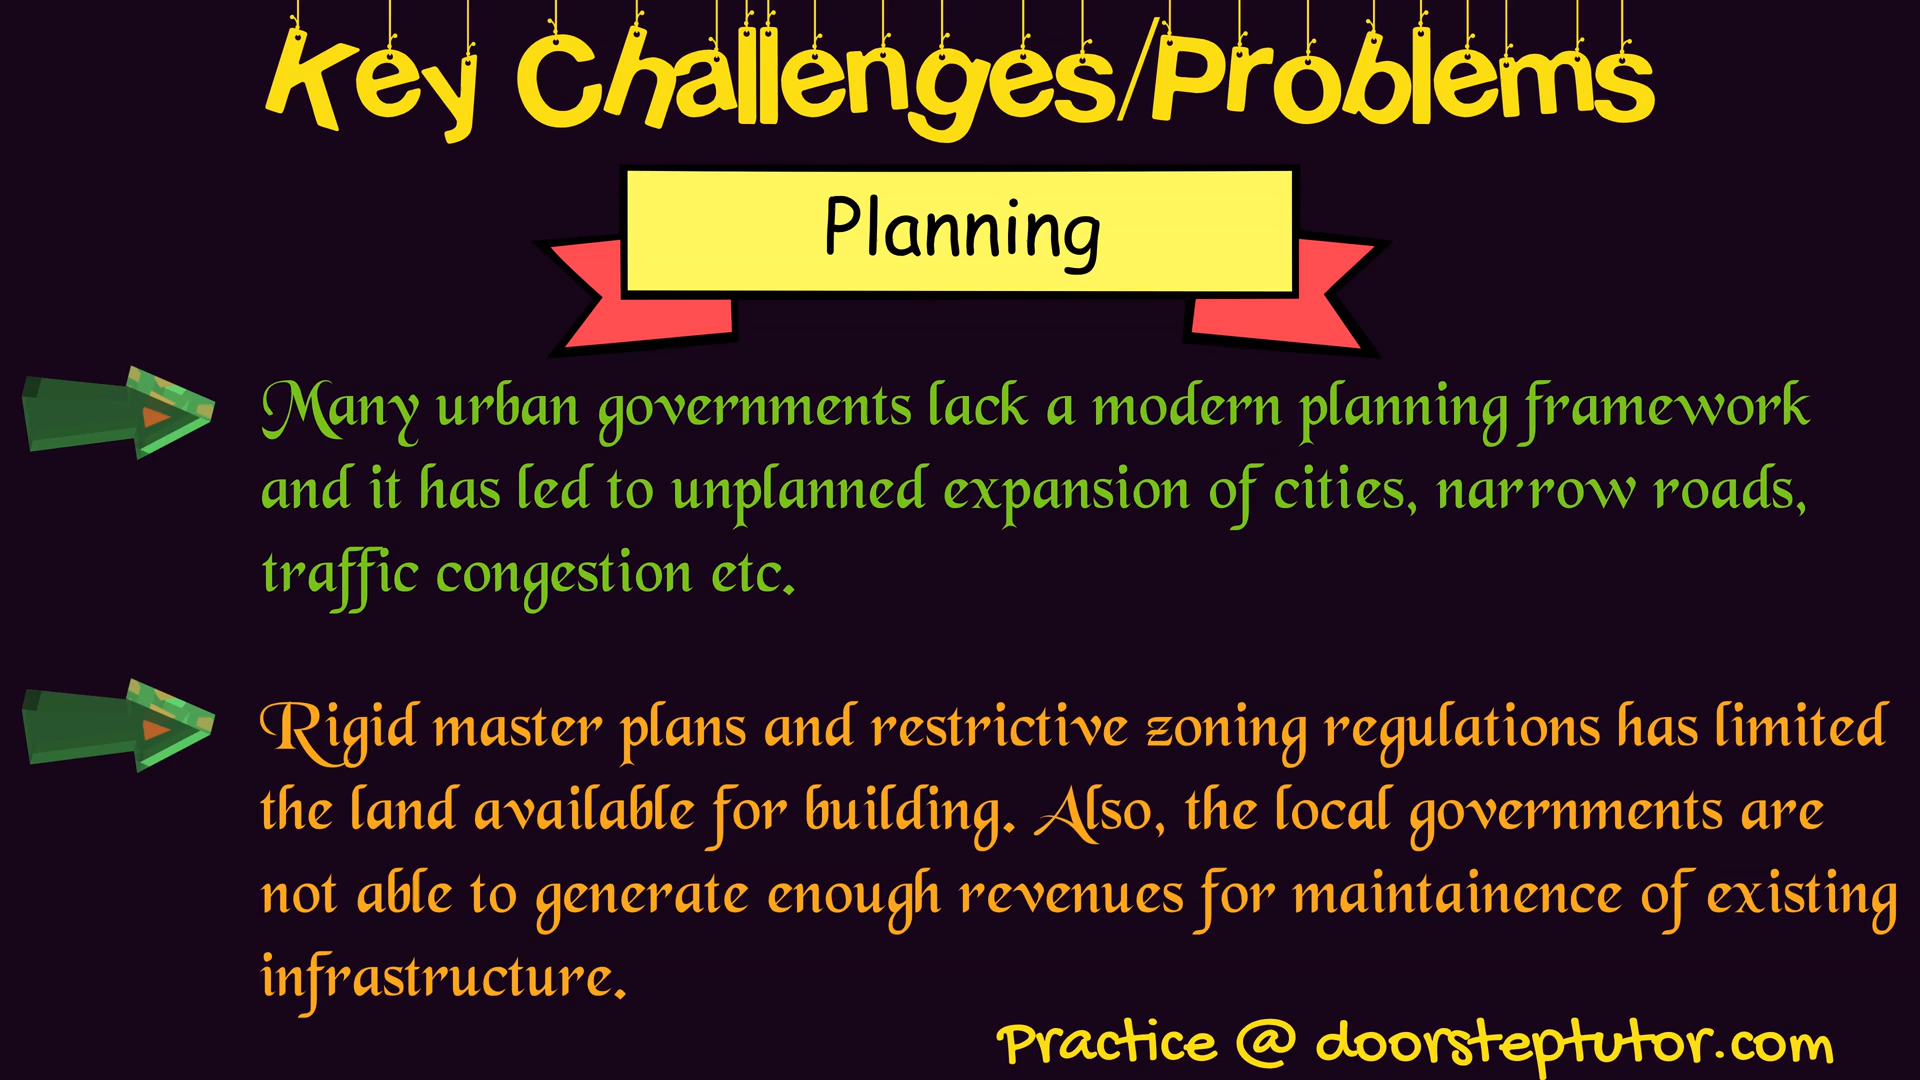 Key Challenges/Problems
Planning
Many urban governments lack a modern planning framework
and it has led to unplanned expansion of cities, narrow roads,
traffic congestion etc.
Rigid master plans and restrictive zoning regulations has limited
the land available for building. Also, the local governments are
not able to generate enough revenues for maintainence of existing
infrastructure.
Practice @ doorsteptutor.com